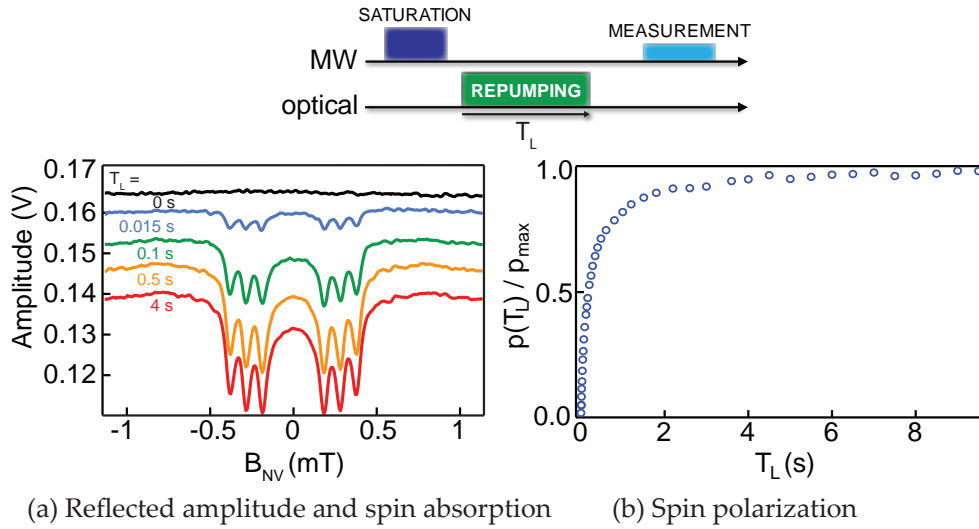 SATURATION
MEASUREMENT
MW
REPUMPING
optical
T_L
0.17
0.16
0.15
0.14
0.13
0.12
Amplitude (V)
T_L =
0 s
0.015 s
0.1 s
0.5 s
4 s
-1 -0.5 0 0.5 1
B_NV (mT)
1.0
0.5
0.0
p(T_L) / p_max
0 2 4 6 8
T_L (s)
(a) Reflected amplitude and spin absorption
(b) Spin polarization